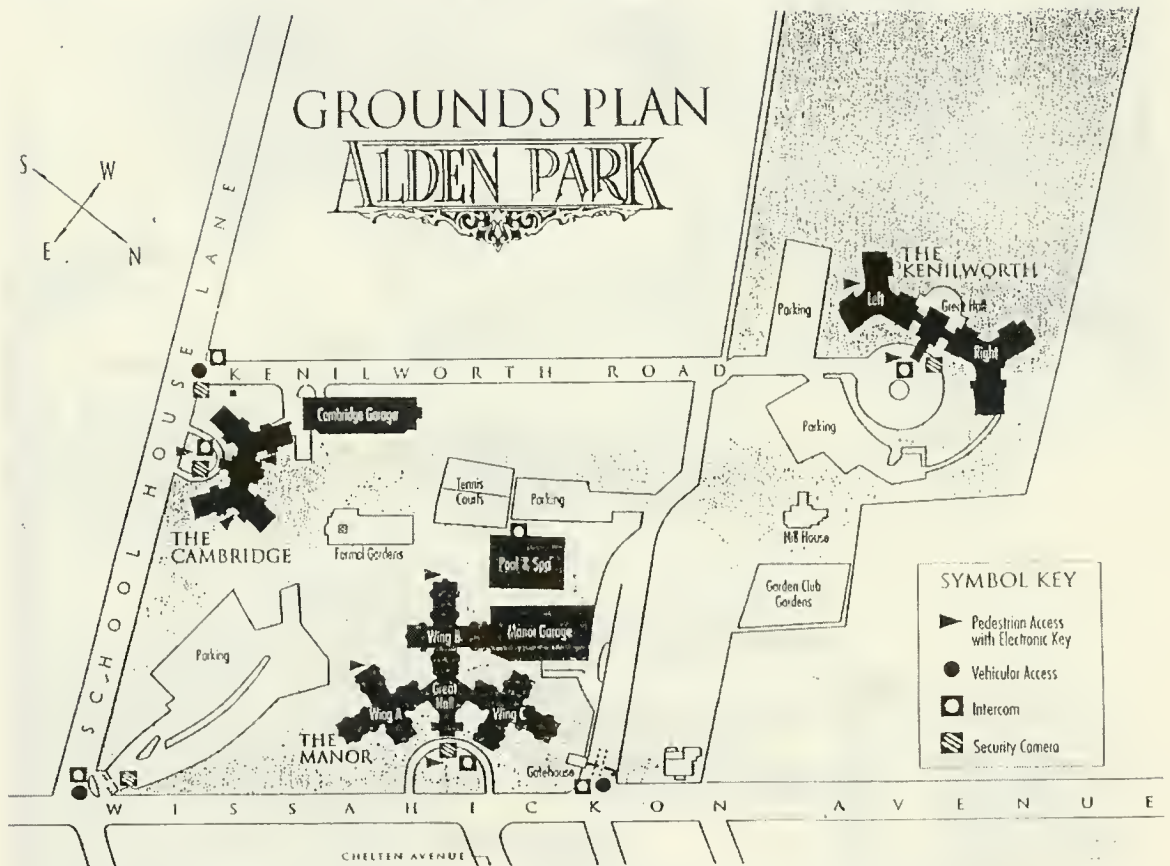 GROUNDS PLAN
ALDEN PARK
S
W
E
N
SCHOOL HOUSE LANE
KENILWORTH ROAD
THE
KENILWORTH
Left
Great Hall
Right
Parking
Parking
Cambridge Garage
THE
CAMBRIDGE
Tennis
Courts
Parking
Formal Gardens
Pool & Spa
Mill House
Garden Club
Gardens
Parking
Wing B
Manor Garage
Great
Hall
Wing A
Wing C
THE
MANOR
Gatehouse
SYMBOL KEY
Pedestrian Access
with Electronic Key
Vehicular Access
Intercom
Security Camera
WISSAHICKON AVENUE
CHELTEN AVENUE